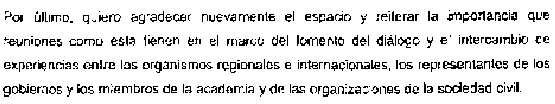 Por último, quiero agradecer nuevamente el espacio y reiterar la importancia que
reuniones como ésta tienen en el marco del fomento del diálogo y el intercambio de
experiencias entre los organismos regionales e internacionales, los representantes de los
gobiernos y los miembros de la academia y de las organizaciones de la sociedad civil.